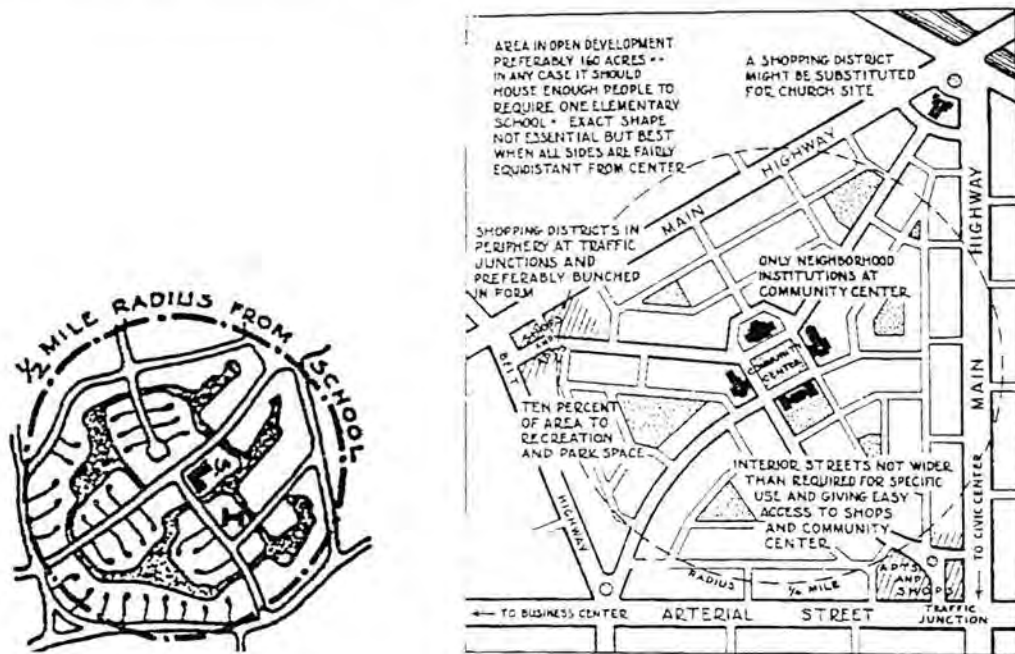 ½ MILE RADIUS FROM SCHOOL
AREA IN OPEN DEVELOPMENT
PREFERABLY 160 ACRES --
IN ANY CASE IT SHOULD
HOUSE ENOUGH PEOPLE TO
REQUIRE ONE ELEMENTARY
SCHOOL • EXACT SHAPE
NOT ESSENTIAL BUT BEST
WHEN ALL SIDES ARE FAIRLY
EQUIDISTANT FROM CENTER
A SHOPPING DISTRICT
MIGHT BE SUBSTITUTED
FOR CHURCH SITE
MAIN HIGHWAY
HIGHWAY MAIN
SHOPPING DISTRICTS IN
PERIPHERY AT TRAFFIC
JUNCTIONS AND
PREFERABLY BUNCHED
IN FORM
ONLY NEIGHBORHOOD
INSTITUTIONS AT
COMMUNITY CENTER
SHOPS
AND
BELT
HIGHWAY
COMMUNITY
CENTER
TEN PERCENT
OF AREA TO
RECREATION
AND PARK SPACE
INTERIOR STREETS NOT WIDER
THAN REQUIRED FOR SPECIFIC
USE AND GIVING EASY
ACCESS TO SHOPS
AND COMMUNITY
CENTER
TO CIVIC CENTER
RADIUS
MILE
APTS
AND
SHOPS
TO BUSINESS CENTER
ARTERIAL STREET
TRAFFIC
JUNCTION